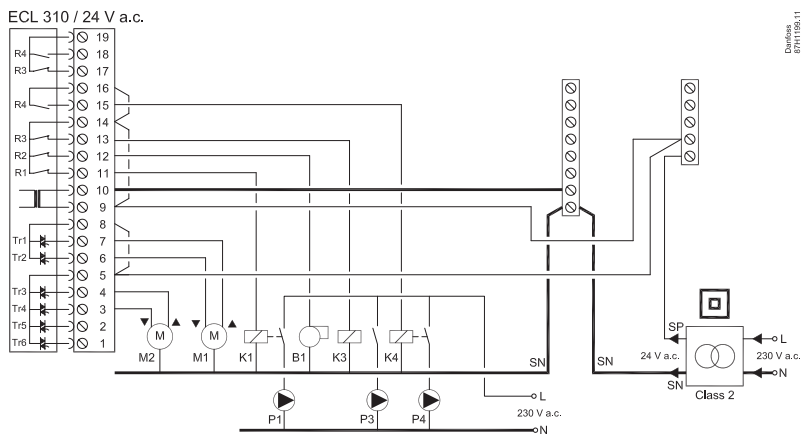 ECL 310 / 24 V a.c.
Danfoss
87H1199.11
19
R4 18
R3 17
16
R4 15
14
R3 13
R2 12
R1 11
10
9
8
Tr1 7
Tr2 6
5
Tr3 4
Tr4 3
Tr5 2
Tr6 1
M M
M2 M1 K1 B1 K3 K4
SN SN
SP L
24 V a.c. 230 V a.c.
SN N
Class 2
L
P1 P3 P4 230 V a.c.
N